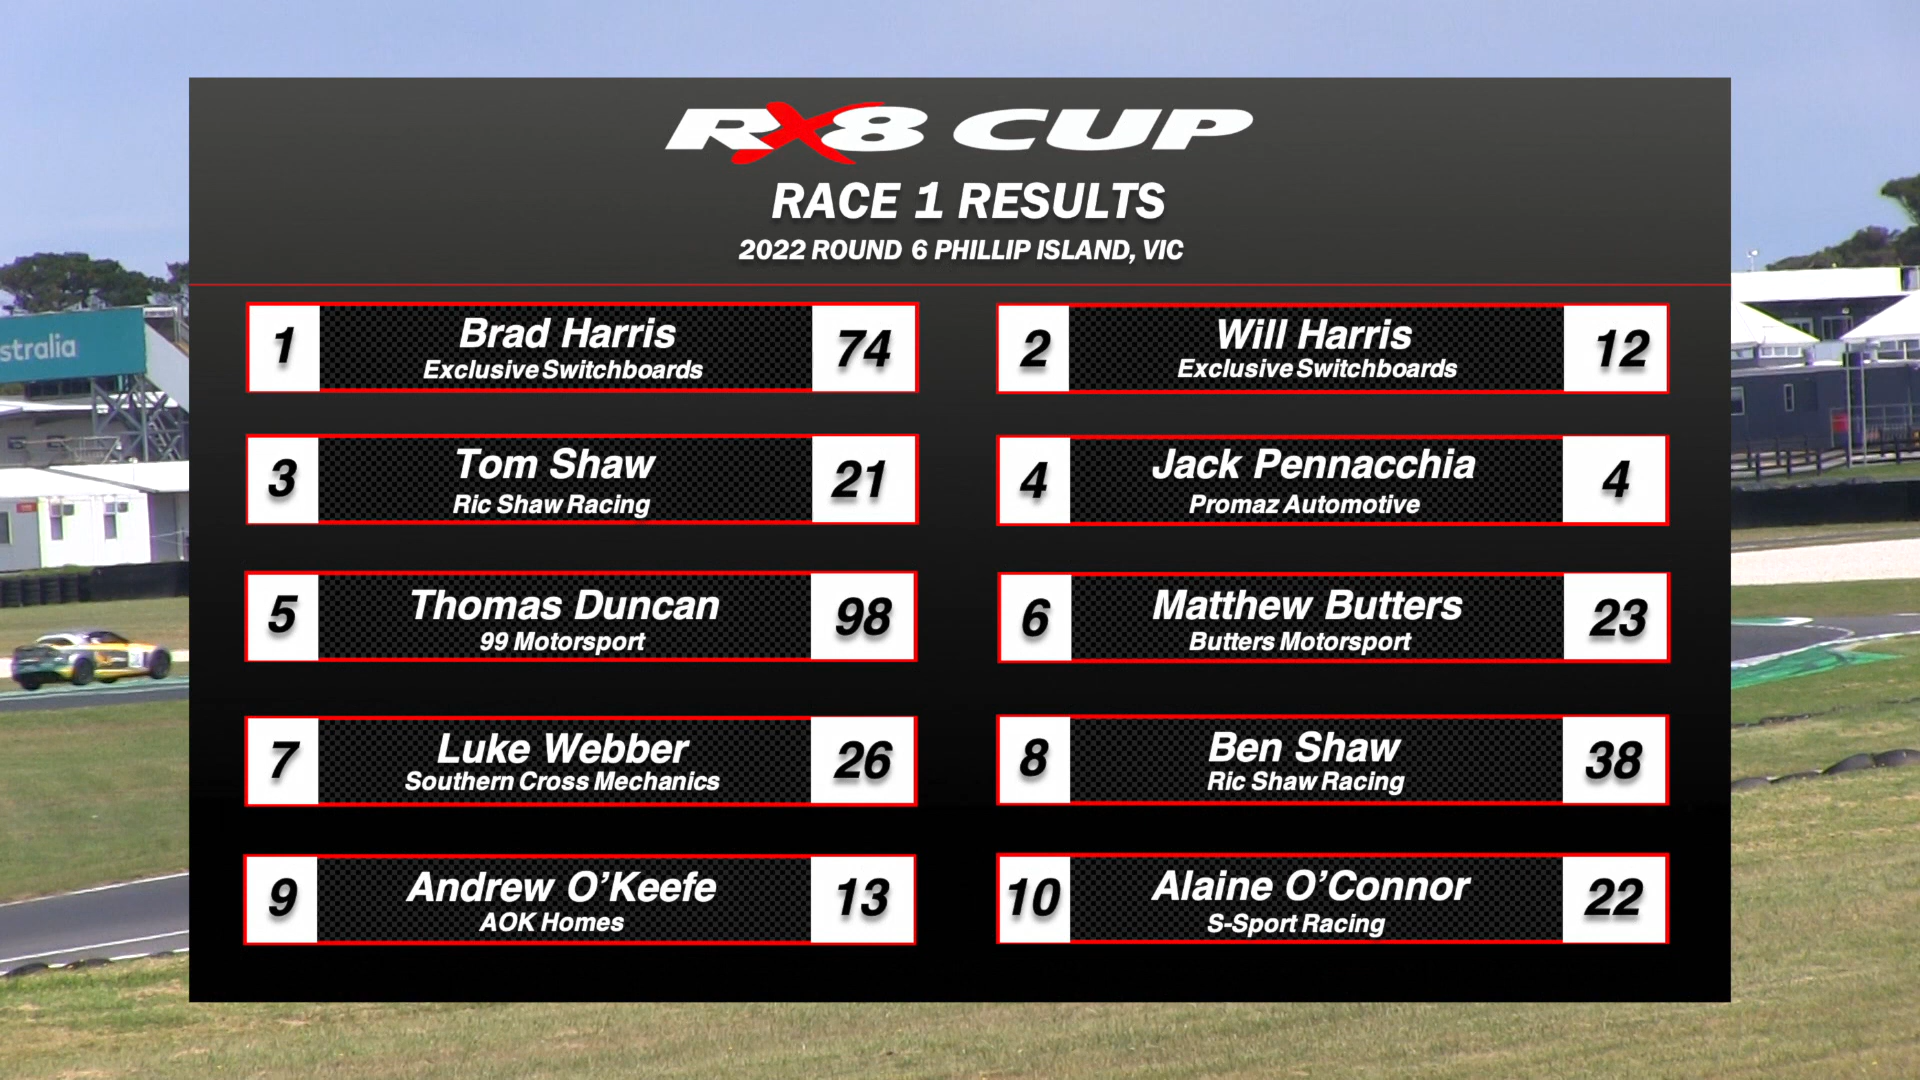 RX8 CUP
RACE 1 RESULTS
2022 ROUND 6 PHILLIP ISLAND, VIC
1 Brad Harris 74
Exclusive Switchboards
2 Will Harris 12
Exclusive Switchboards
3 Tom Shaw 21
Ric Shaw Racing
4 Jack Pennacchia 4
Promaz Automotive
5 Thomas Duncan 98
99 Motorsport
6 Matthew Butters 23
Butters Motorsport
7 Luke Webber 26
Southern Cross Mechanics
8 Ben Shaw 38
Ric Shaw Racing
9 Andrew O’Keefe 13
AOK Homes
10 Alaine O’Connor 22
S-Sport Racing
stralia